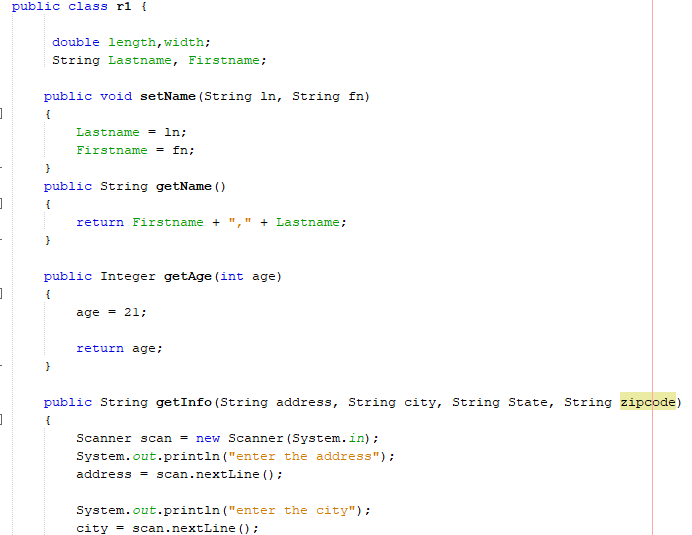 public class r1 {
double length,width;
String Lastname, Firstname;
public void setName(String ln, String fn)
{
Lastname = ln;
Firstname = fn;
}
public String getName()
{
return Firstname + "," + Lastname;
}
public Integer getAge(int age)
{
age = 21;
return age;
}
public String getInfo(String address, String city, String State, String zipcode)
{
Scanner scan = new Scanner(System.in);
System.out.println("enter the address");
address = scan.nextLine();
System.out.println("enter the city");
city = scan.nextLine();